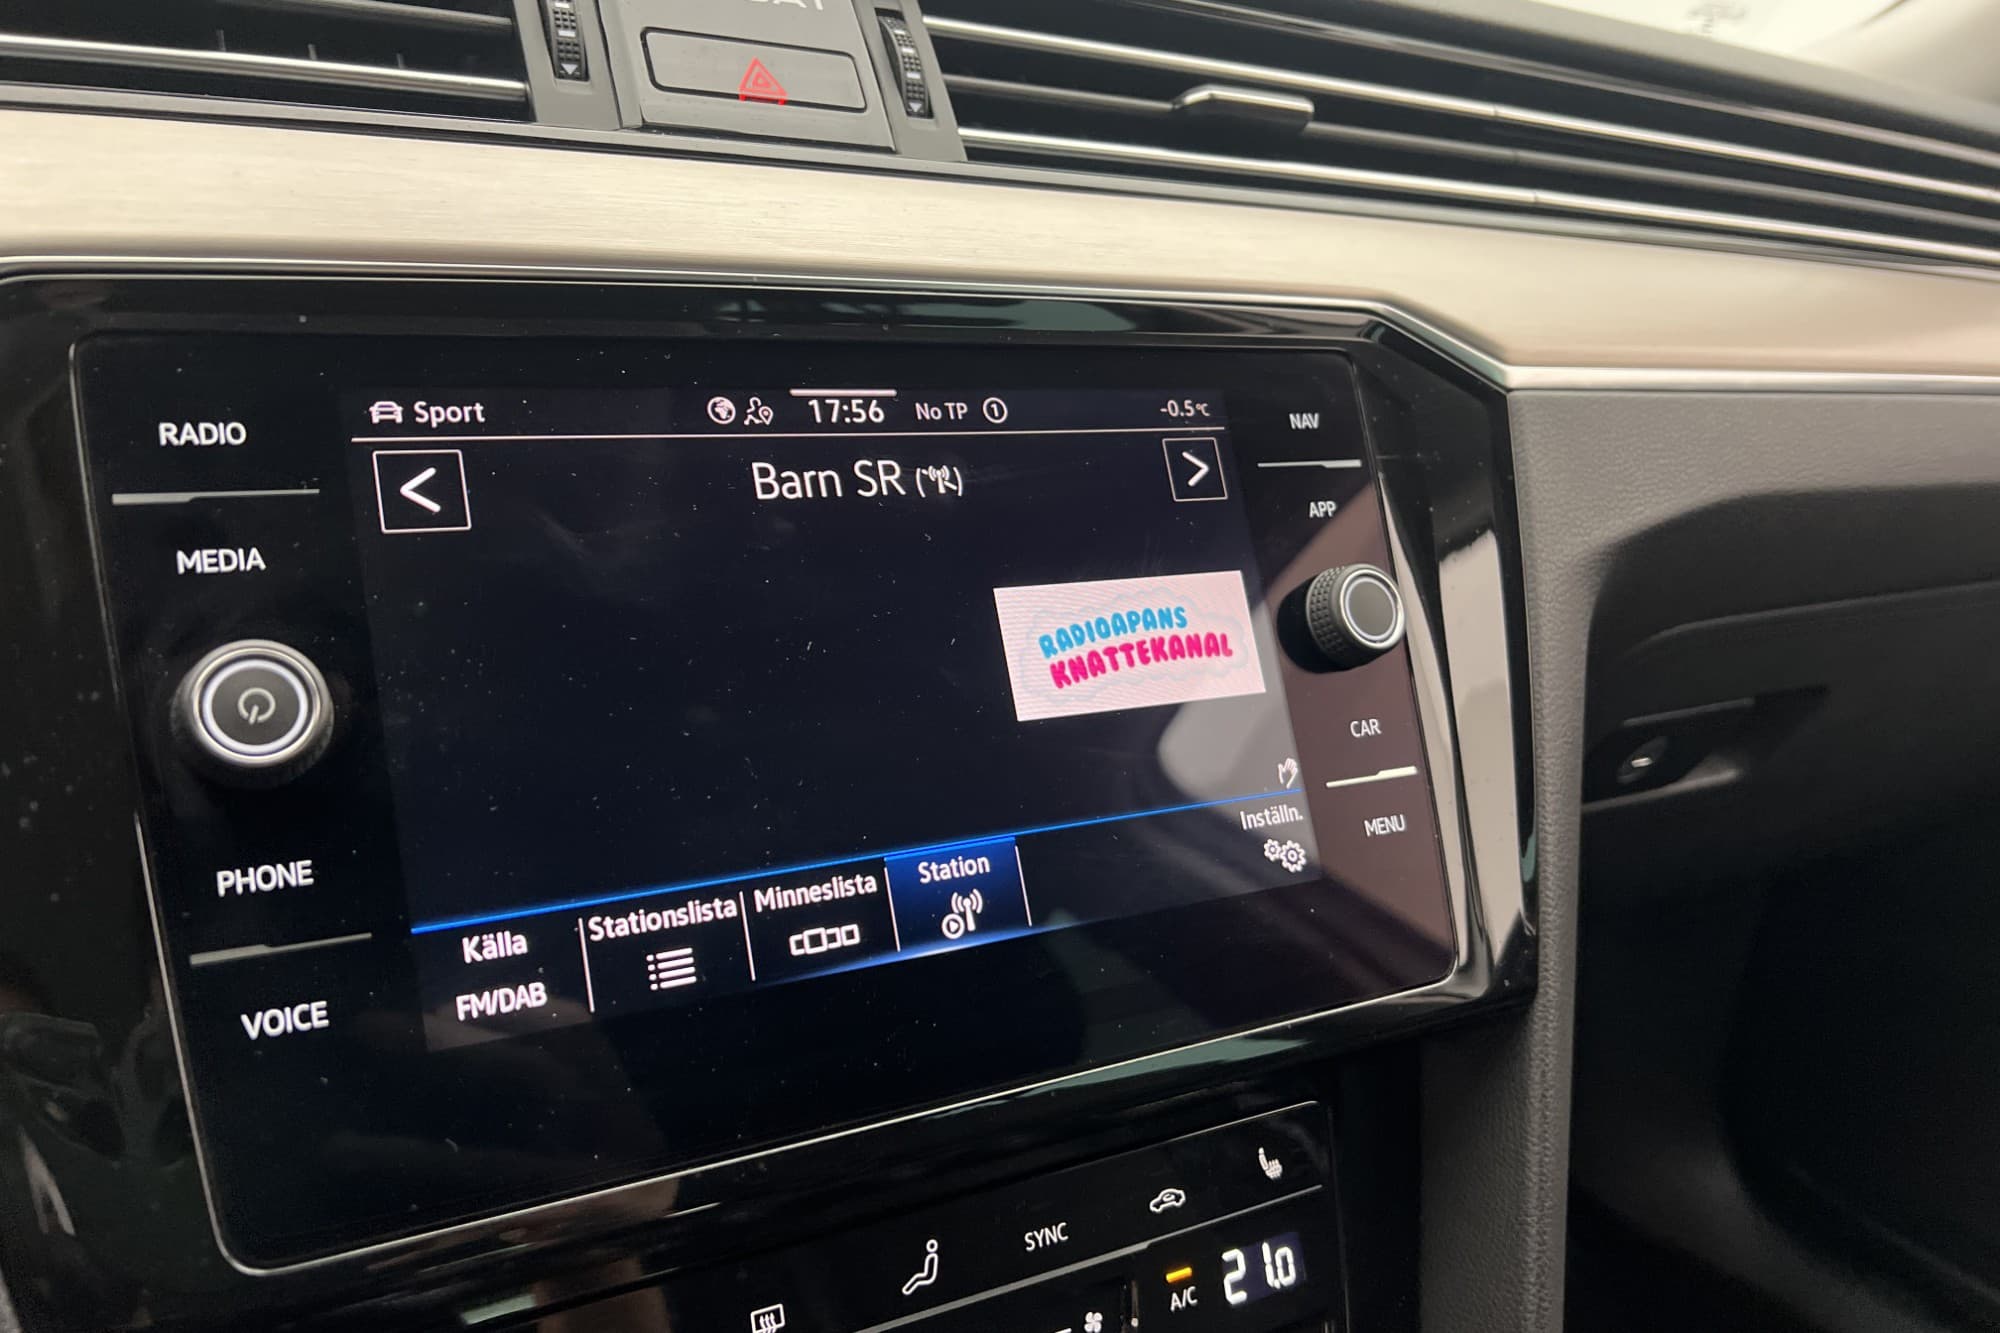 RADIO
MEDIA
PHONE
VOICE
Sport
17:56
No TP
1
-0.5°C
Barn SR
RADIOAPANS
KNATTEKANAL
Inställn.
Källa
FM/DAB
Stationslista
Minneslista
Station
NAV
APP
CAR
MENU
SYNC
A/C
21.0